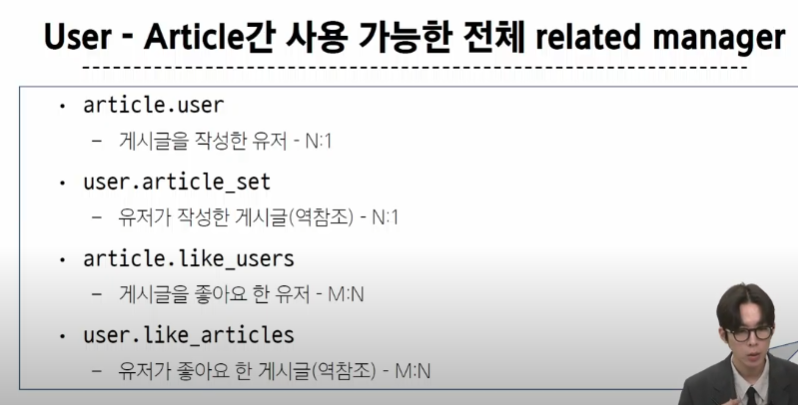 User - Article간 사용 가능한 전체 related manager
• article.user
– 게시글을 작성한 유저 - N:1
• user.article_set
– 유저가 작성한 게시글(역참조) - N:1
• article.like_users
– 게시글을 좋아요 한 유저 - M:N
• user.like_articles
– 유저가 좋아요 한 게시글(역참조) - M:N